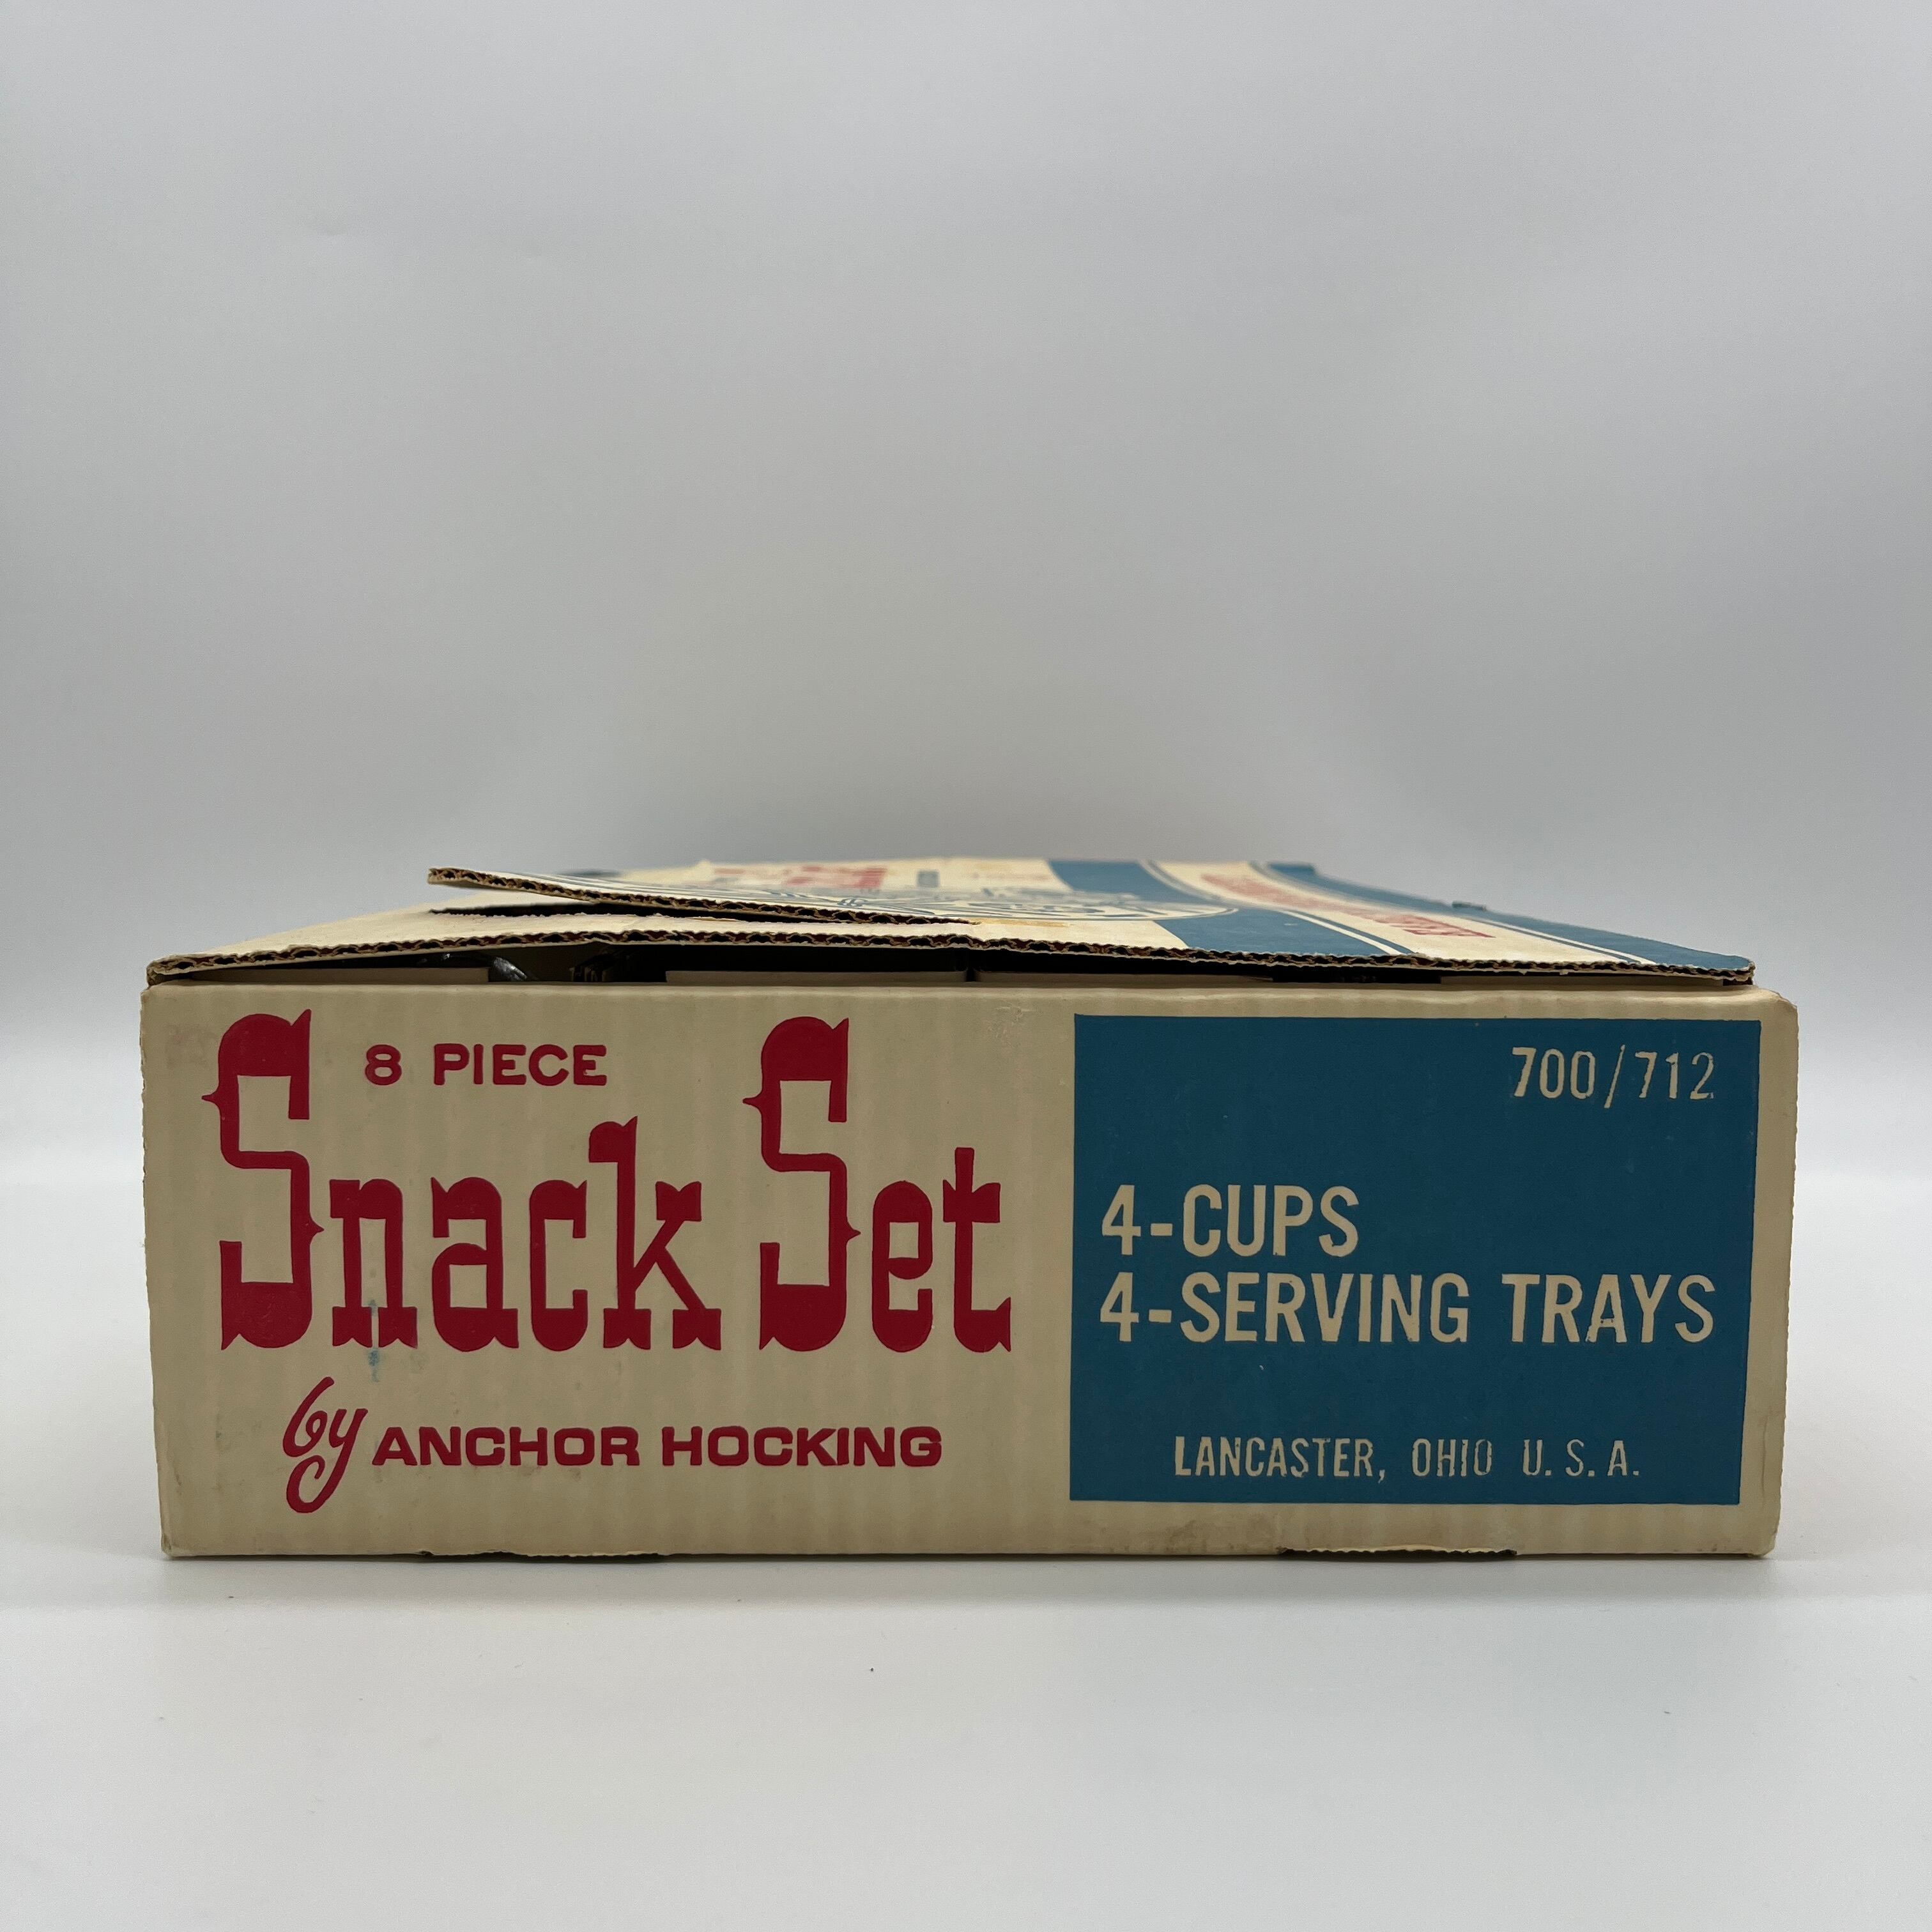 8 PIECE
Snack Set
by ANCHOR HOCKING
700/712
4-CUPS
4-SERVING TRAYS
LANCASTER, OHIO U.S.A.